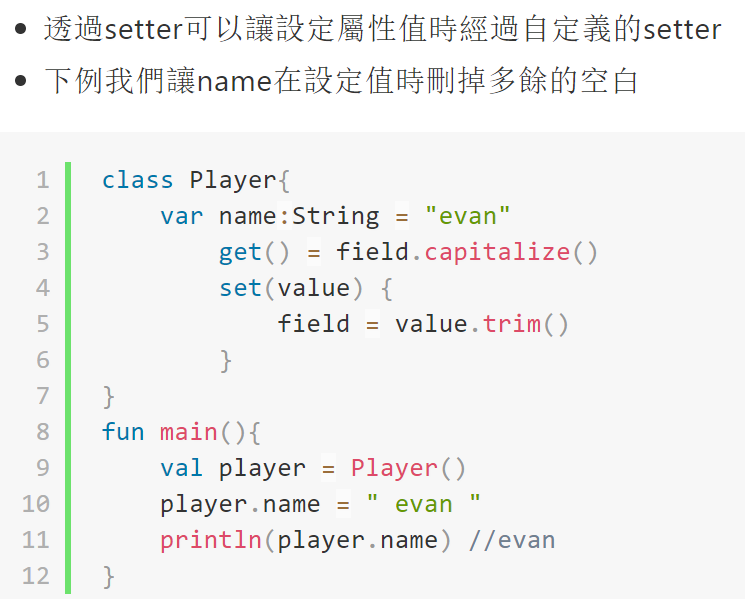 透過setter可以讓設定屬性值時經過自定義的setter
下例我們讓name在設定值時刪掉多餘的空白
1 class Player{
2     var name:String = "evan"
3         get() = field.capitalize()
4         set(value) {
5             field = value.trim()
6         }
7 }
8 fun main(){
9     val player = Player()
10     player.name = " evan "
11     println(player.name) //evan
12 }